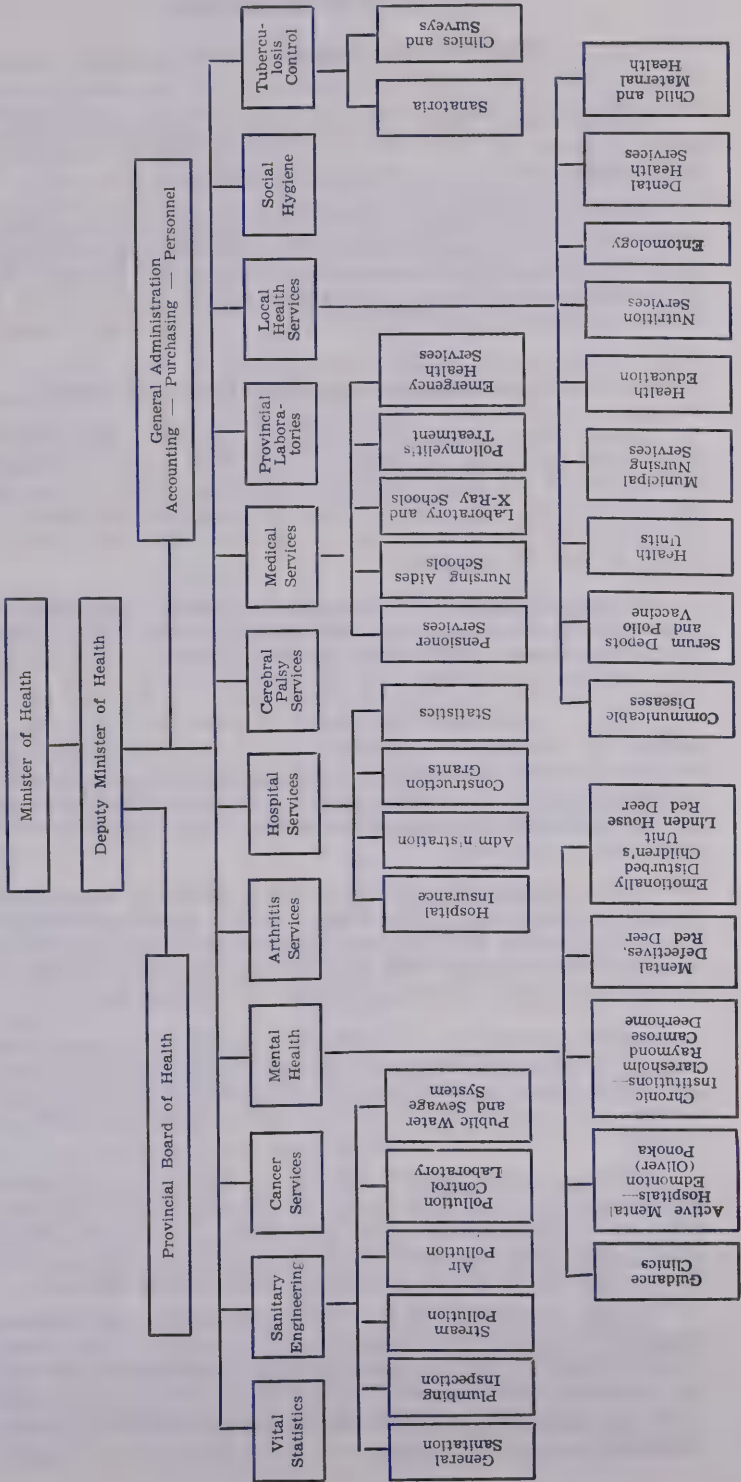 Minister of Health
Deputy Minister of Health
Provincial Board of Health
General Administration
Accounting — Purchasing — Personnel
Vital
Statistics
Sanitary
Engineering
Cancer
Services
Mental
Health
Arthritis
Services
Hospital
Services
Cerebral
Palsy
Services
Medical
Services
Provincial
Labora-
tories
Local
Health
Services
Social
Hygiene
Tubercu-
losis
Control
General
Sanitation
Plumbing
Inspection
Stream
Pollution
Air
Pollution
Pollution
Control
Laboratory
Public Water
and Sewage
System
Hospital
Insurance
Adm n'stration
Construction
Grants
Statistics
Pensioner
Services
Nursing Aides
Schools
Laboratory and
X-Ray Schools
Pollomyelit's
Treatment
Emergency
Health
Services
Sanatoria
Clinics and
Surveys
Guidance
Clinics
Active Mental
Hospitals—
Edmonton
(Oliver)
Ponoka
Chronic
Institutions—
Claresholm
Raymond
Camrose
Deerhome
Mental
Defectives,
Red Deer
Emotionally
Disturbed
Children's
Unit
Linden House
Red Deer
Communicable
Diseases
Serum Depots
and Polio
Vaccine
Health
Units
Municipal
Nursing
Services
Health
Education
Nutrition
Services
Entomology
Dental
Health
Services
Child and
Maternal
Health